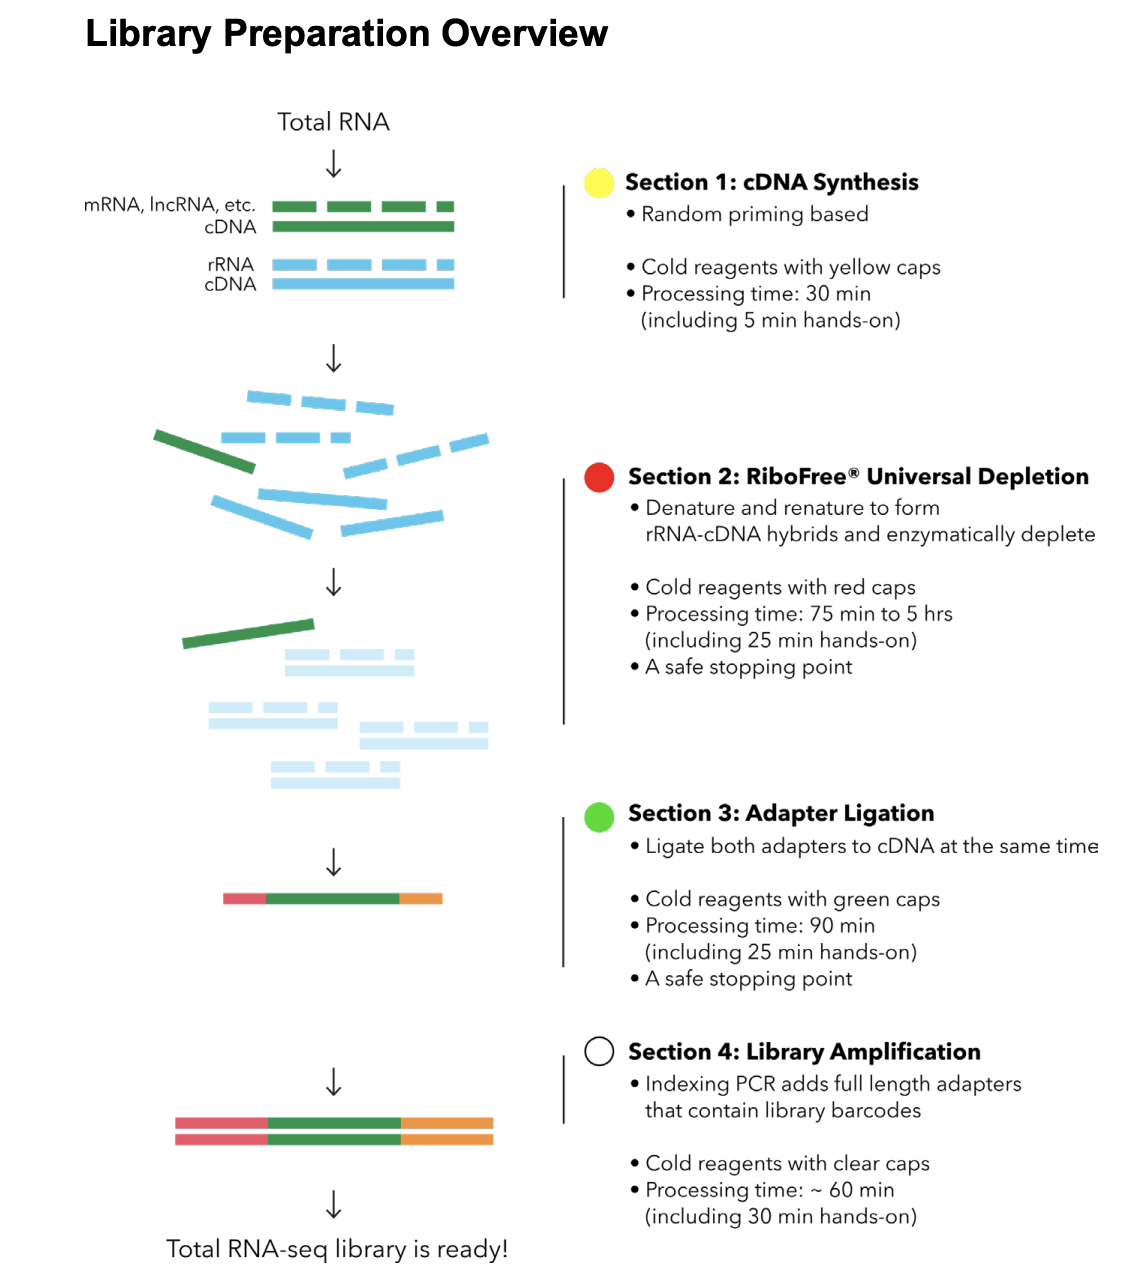 Library Preparation Overview
Total RNA
mRNA, lncRNA, etc.
cDNA
rRNA
cDNA
Section 1: cDNA Synthesis
• Random priming based
• Cold reagents with yellow caps
• Processing time: 30 min
(including 5 min hands-on)
Section 2: RiboFree® Universal Depletion
• Denature and renature to form
rRNA-cDNA hybrids and enzymatically deplete
• Cold reagents with red caps
• Processing time: 75 min to 5 hrs
(including 25 min hands-on)
• A safe stopping point
Section 3: Adapter Ligation
• Ligate both adapters to cDNA at the same time
• Cold reagents with green caps
• Processing time: 90 min
(including 25 min hands-on)
• A safe stopping point
Section 4: Library Amplification
• Indexing PCR adds full length adapters
that contain library barcodes
• Cold reagents with clear caps
• Processing time: ~ 60 min
(including 30 min hands-on)
Total RNA-seq library is ready!